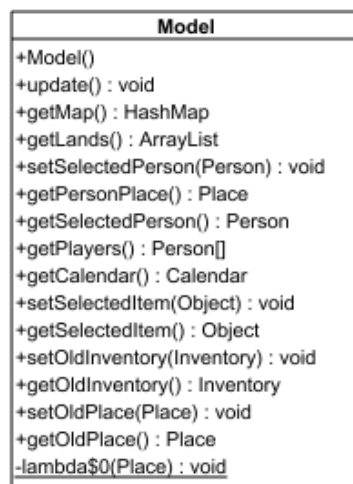 Model
+Model()
+update() : void
+getMap() : HashMap
+getLands() : ArrayList
+setSelectedPerson(Person) : void
+getPersonPlace() : Place
+getSelectedPerson() : Person
+getPlayers() : Person[]
+getCalendar() : Calendar
+setSelectedItem(Object) : void
+getSelectedItem() : Object
+setOldInventory(Inventory) : void
+getOldInventory() : Inventory
+setOldPlace(Place) : void
+getOldPlace() : Place
-lambda$0(Place) : void